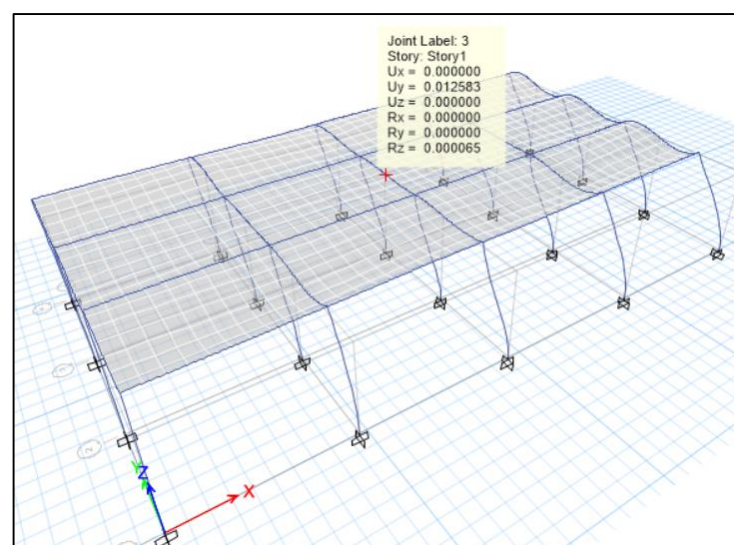 Joint Label: 3
Story: Story1
Ux = 0.000000
Uy = 0.012583
Uz = 0.000000
Rx = 0.000000
Ry = 0.000000
Rz = 0.000065
Z
X
2